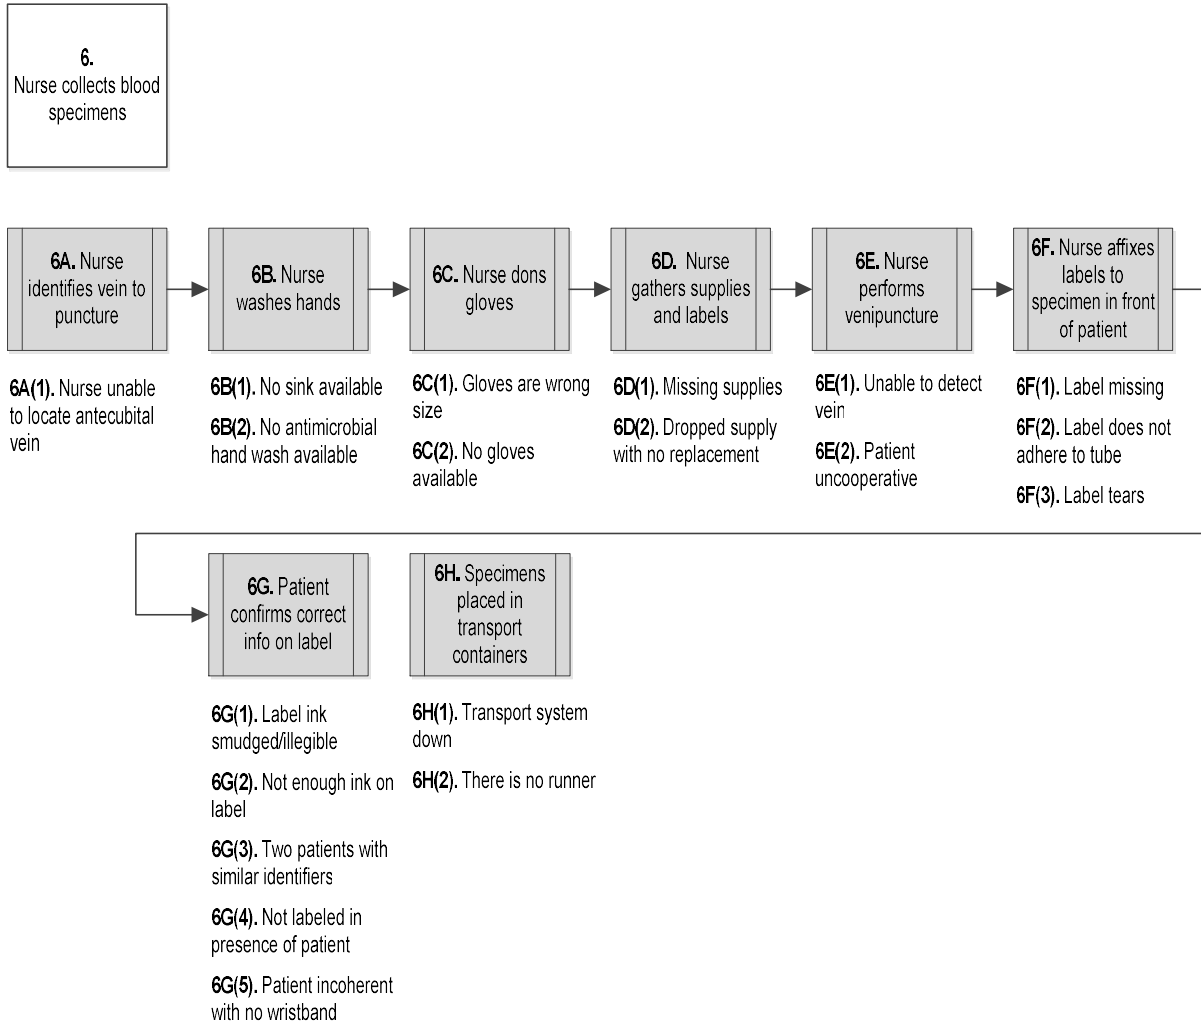 6.
Nurse collects blood
specimens
6A. Nurse
identifies vein to
puncture
6B. Nurse
washes hands
6C. Nurse dons
gloves
6D. Nurse
gathers supplies
and labels
6E. Nurse
performs
venipuncture
6F. Nurse affixes
labels to
specimen in front
of patient
6A(1). Nurse unable
to locate antecubital
vein
6B(1). No sink available
6B(2). No antimicrobial
hand wash available
6C(1). Gloves are wrong
size
6C(2). No gloves
available
6D(1). Missing supplies
6D(2). Dropped supply
with no replacement
6E(1). Unable to detect
vein
6E(2). Patient
uncooperative
6F(1). Label missing
6F(2). Label does not
adhere to tube
6F(3). Label tears
6G. Patient
confirms correct
info on label
6H. Specimens
placed in
transport
containers
6G(1). Label ink
smudged/illegible
6G(2). Not enough ink on
label
6G(3). Two patients with
similar identifiers
6G(4). Not labeled in
presence of patient
6G(5). Patient incoherent
with no wristband
6H(1). Transport system
down
6H(2). There is no runner